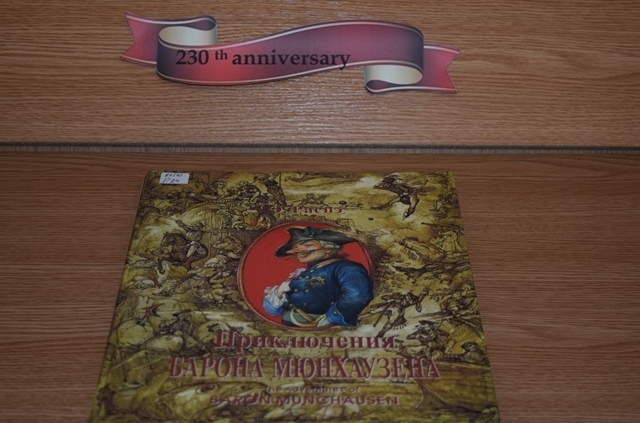 230 th anniversary
Приключения
БАРОНА МЮНХАУЗЕНА
BARON MUNCHAUSEN